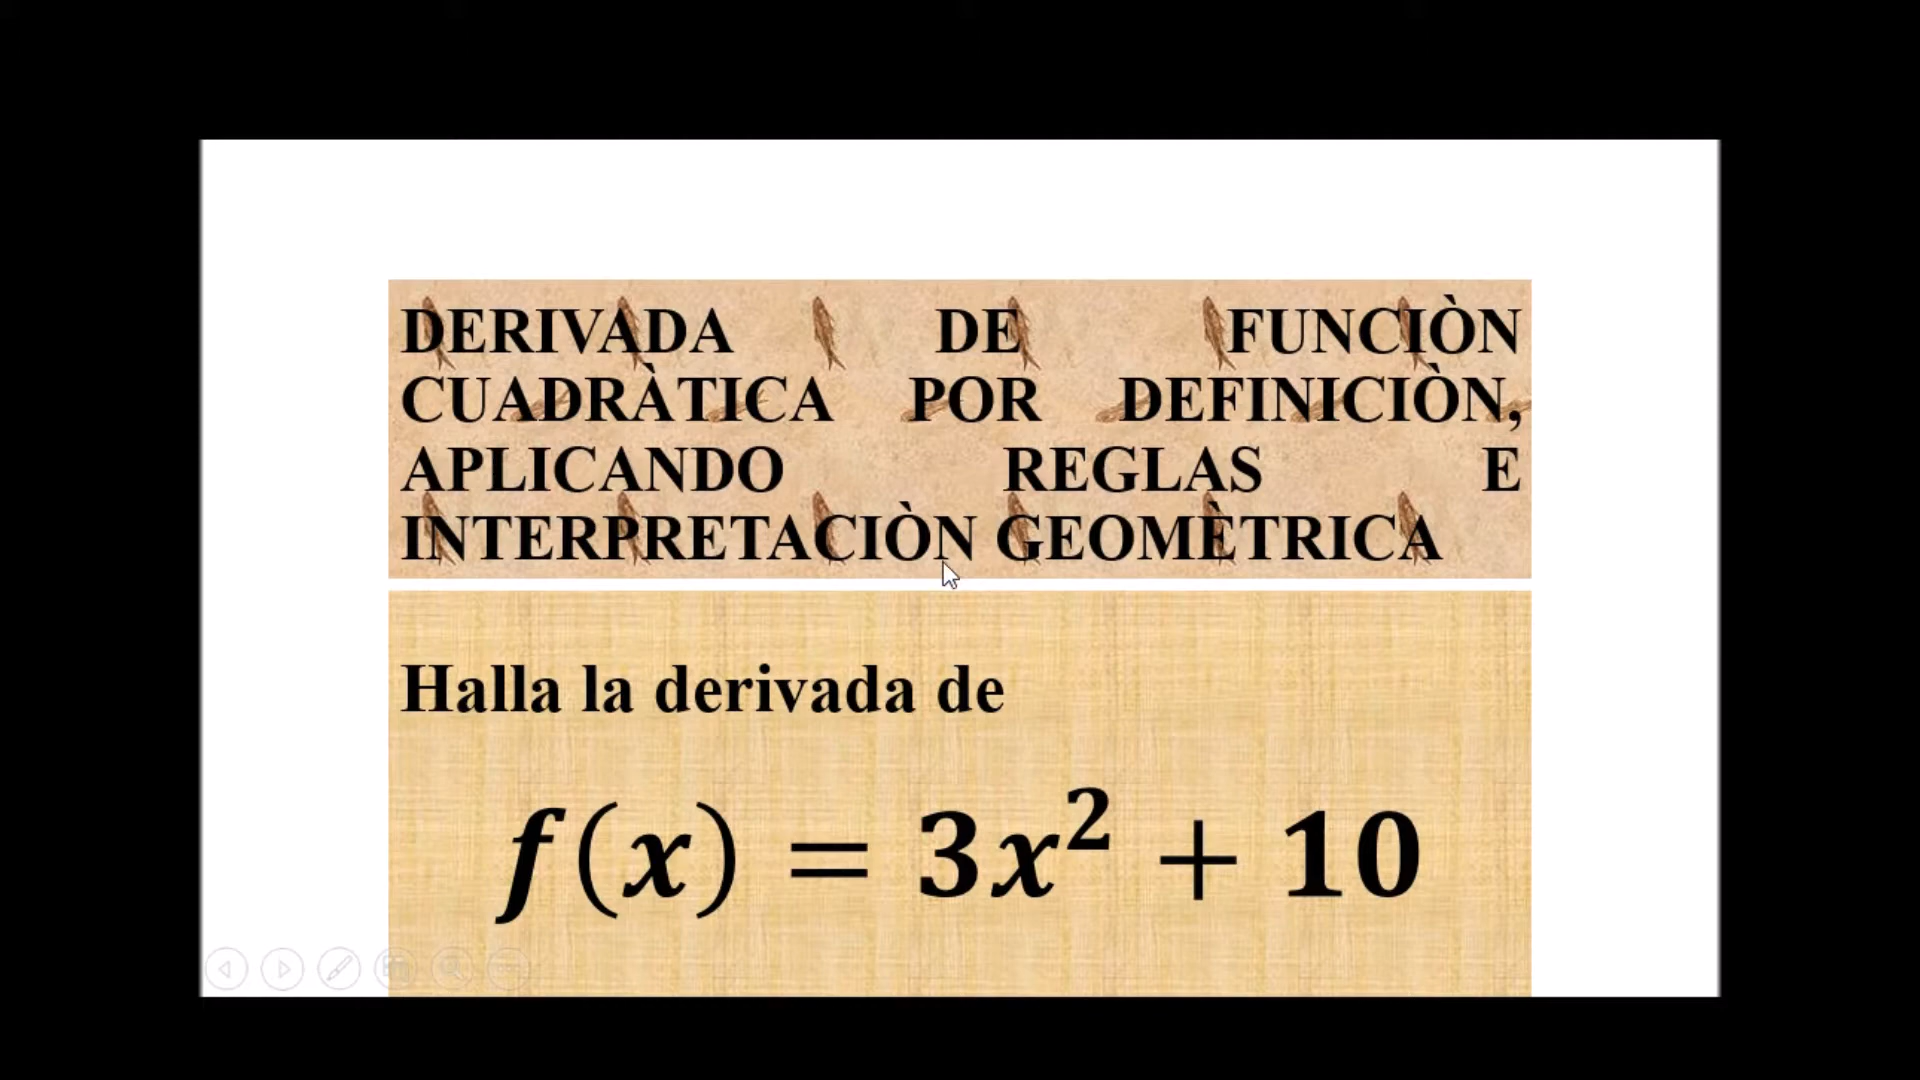 DERIVADA DE FUNCIÒN
CUADRÀTICA POR DEFINICIÒN,
APLICANDO REGLAS E
INTERPRETACIÒN GEOMÈTRICA
Halla la derivada de
f(x) = 3x² + 10